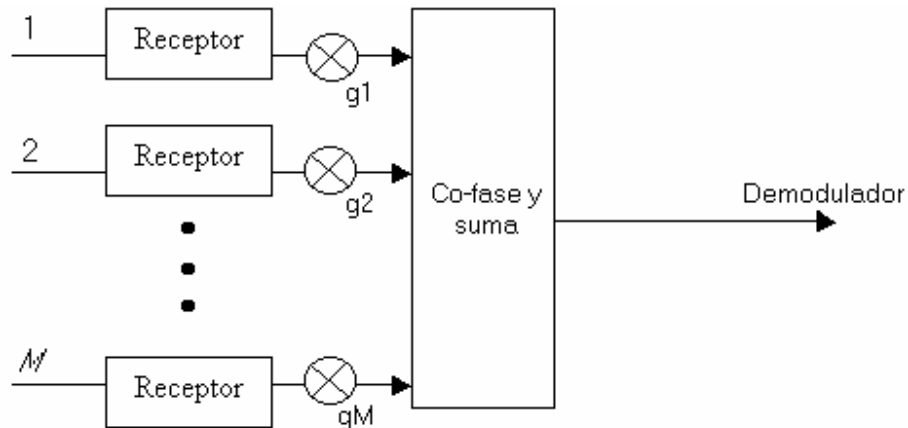 1
Receptor
g1
2
Receptor
g2
Co-fase y
suma
Demodulador
M
Receptor
gM